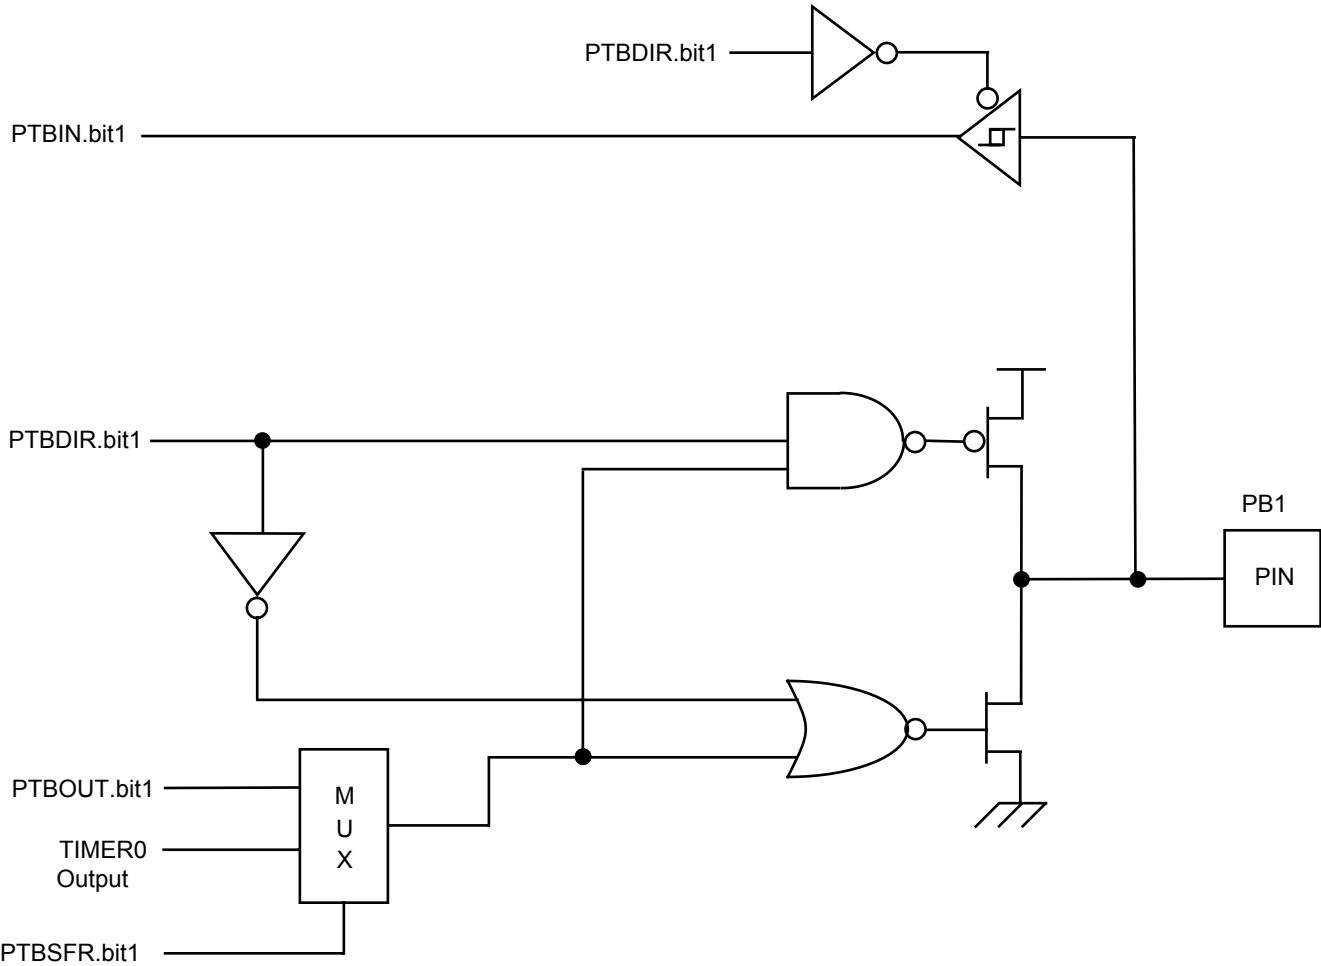 PTBDIR.bit1
PTBIN.bit1
PTBDIR.bit1
PB1
PIN
PTBOUT.bit1
M
U
X
TIMER0
Output
PTBSFR.bit1